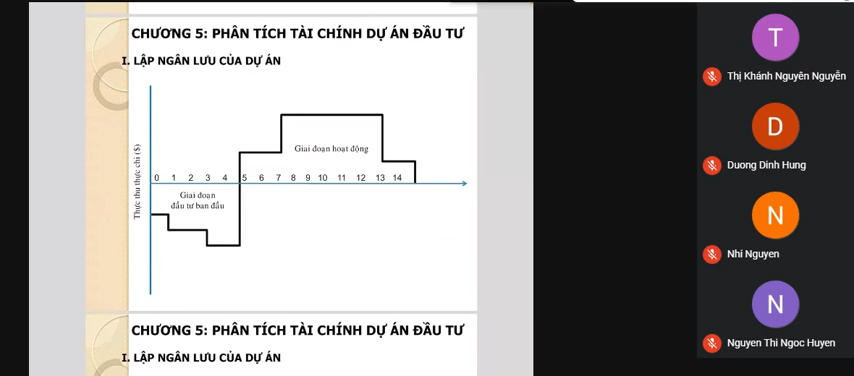 CHƯƠNG 5: PHÂN TÍCH TÀI CHÍNH DỰ ÁN ĐẦU TƯ
I. LẬP NGÂN LƯU CỦA DỰ ÁN
Thực thu thực chi ($)
Giai đoạn hoạt động
0 1 2 3 4 5 6 7 8 9 10 11 12 13 14
Giai đoạn
đầu tư ban đầu
CHƯƠNG 5: PHÂN TÍCH TÀI CHÍNH DỰ ÁN ĐẦU TƯ
I. LẬP NGÂN LƯU CỦA DỰ ÁN
T
Thị Khánh Nguyên Nguyễn
D
Duong Dinh Hung
N
Nhi Nguyen
N
Nguyen Thi Ngoc Huyen